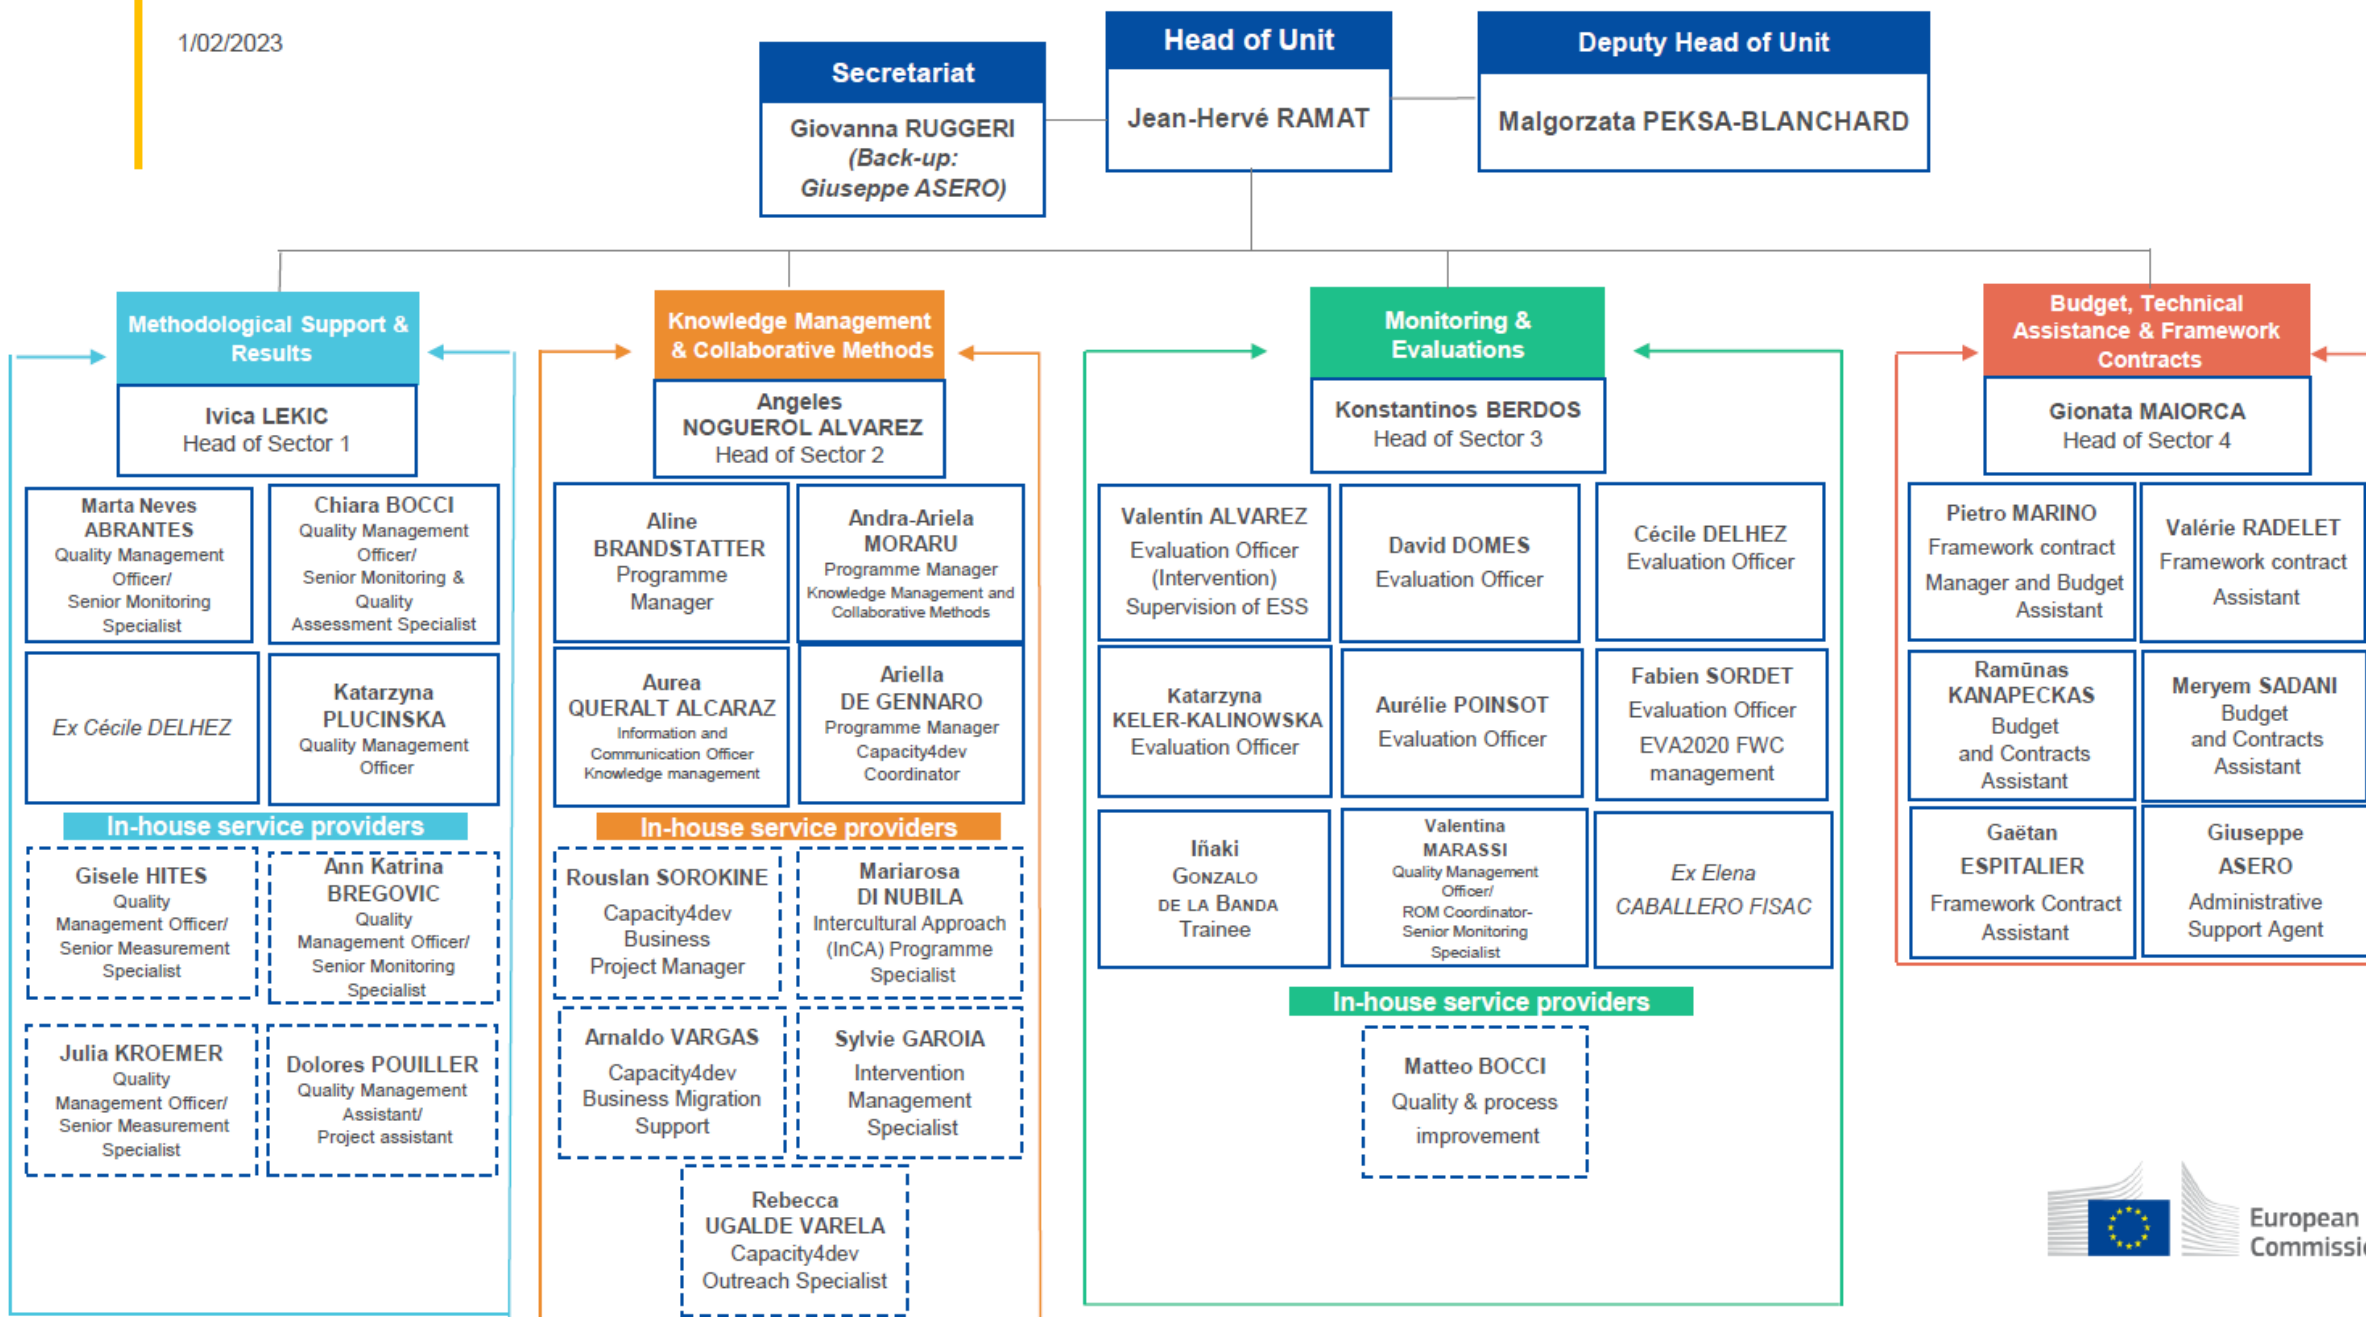 1/02/2023
Secretariat
Giovanna RUGGERI
(Back-up:
Giuseppe ASERO)
Head of Unit
Jean-Hervé RAMAT
Deputy Head of Unit
Malgorzata PEKSA-BLANCHARD
Methodological Support &
Results
Ivica LEKIC
Head of Sector 1
Marta Neves
ABRANTES
Quality Management
Officer/
Senior Monitoring
Specialist
Chiara BOCCI
Quality Management
Officer/
Senior Monitoring &
Quality
Assessment Specialist
Ex Cécile DELHEZ
Katarzyna
PLUCINSKA
Quality Management
Officer
In-house service providers
Gisele HITES
Quality
Management Officer/
Senior Measurement
Specialist
Ann Katrina
BREGOVIC
Quality
Management Officer/
Senior Monitoring
Specialist
Julia KROEMER
Quality
Management Officer/
Senior Measurement
Specialist
Dolores POUILLER
Quality Management
Assistant/
Project assistant
Knowledge Management
& Collaborative Methods
Angeles
NOGUEROL ALVAREZ
Head of Sector 2
Aline
BRANDSTATTER
Programme
Manager
Andra-Ariela
MORARU
Programme Manager
Knowledge Management and
Collaborative Methods
Aurea
QUERALT ALCARAZ
Information and
Communication Officer
Knowledge management
Ariella
DE GENNARO
Programme Manager
Capacity4dev
Coordinator
In-house service providers
Rouslan SOROKINE
Capacity4dev
Business
Project Manager
Mariarosa
DI NUBILA
Intercultural Approach
(InCA) Programme
Specialist
Arnaldo VARGAS
Capacity4dev
Business Migration
Support
Sylvie GAROIA
Intervention
Management
Specialist
Rebecca
UGALDE VARELA
Capacity4dev
Outreach Specialist
Monitoring &
Evaluations
Konstantinos BERDOS
Head of Sector 3
Valentín ALVAREZ
Evaluation Officer
(Intervention)
Supervision of ESS
David DOMES
Evaluation Officer
Cécile DELHEZ
Evaluation Officer
Katarzyna
KELER-KALINOWSKA
Evaluation Officer
Aurélie POINSOT
Evaluation Officer
Fabien SORDET
Evaluation Officer
EVA2020 FWC
management
Iñaki
GONZALO
DE LA BANDA
Trainee
Valentina
MARASSI
Quality Management
Officer/
ROM Coordinator-
Senior Monitoring
Specialist
Ex Elena
CABALLERO FISAC
In-house service providers
Matteo BOCCI
Quality & process
improvement
Budget, Technical
Assistance & Framework
Contracts
Gionata MAIORCA
Head of Sector 4
Pietro MARINO
Framework contract
Manager and Budget
Assistant
Valérie RADELET
Framework contract
Assistant
Ramūnas
KANAPECKAS
Budget
and Contracts
Assistant
Meryem SADANI
Budget
and Contracts
Assistant
Gaëtan
ESPITALIER
Framework Contract
Assistant
Giuseppe
ASERO
Administrative
Support Agent
European
Commissi